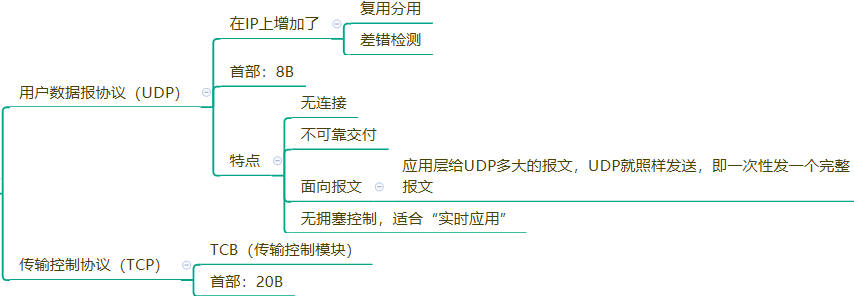 用户数据报协议（UDP）
在IP上增加了
复用分用
差错检测
首部：8B
特点
无连接
不可靠交付
面向报文
应用层给UDP多大的报文，UDP就照样发送，即一次性发一个完整
报文
无拥塞控制，适合“实时应用”
传输控制协议（TCP）
TCB（传输控制模块）
首部：20B